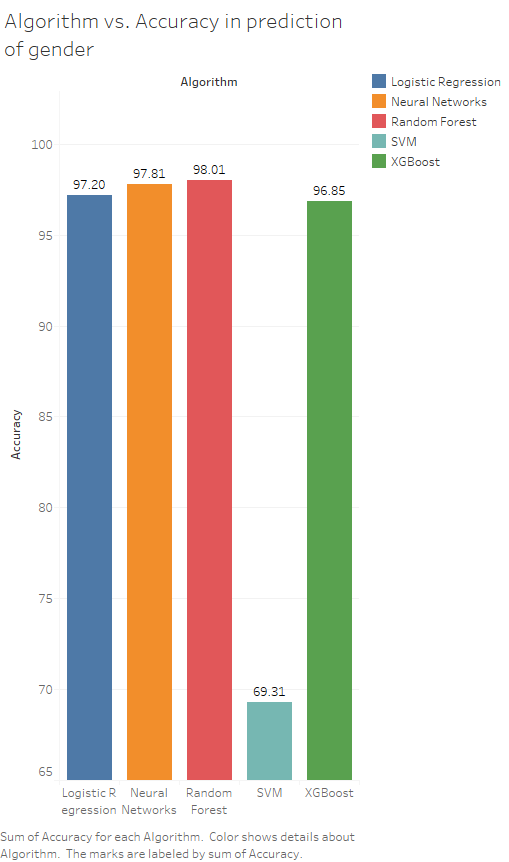 Algorithm vs. Accuracy in prediction
of gender
Algorithm
Logistic Regression
Neural Networks
Random Forest
SVM
XGBoost
Accuracy
100
95
90
85
80
75
70
65
97.20
97.81
98.01
69.31
96.85
Logistic R
egression
Neural
Networks
Random
Forest
SVM
XGBoost
Sum of Accuracy for each Algorithm. Color shows details about
Algorithm. The marks are labeled by sum of Accuracy.